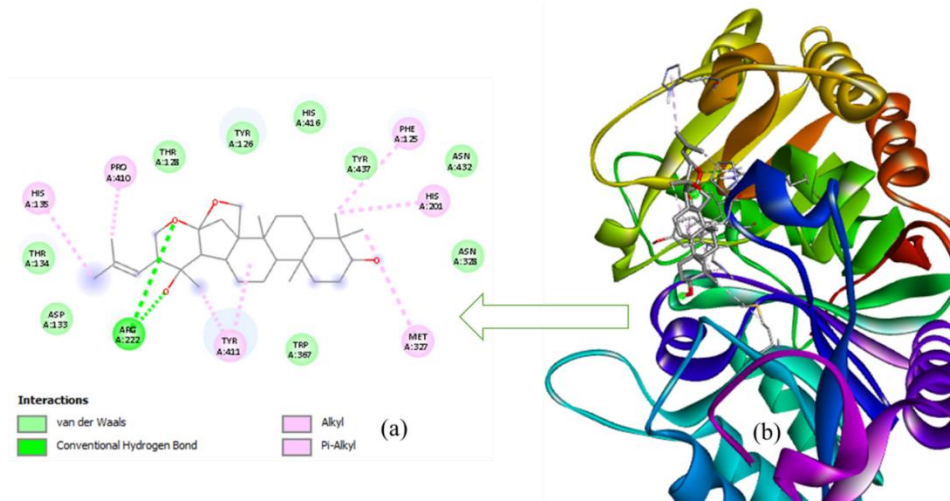 HIS
A:416
TYR
A:126
PHE
A:125
THR
A:128
PRO
A:410
TYR
A:437
ASN
A:432
HIS
A:135
HIS
A:201
O
O
THR
A:134
ASN
A:328
O
O
ASP
A:133
ARG
A:222
TYR
A:411
TRP
A:367
MET
A:327
Interactions
van der Waals
Conventional Hydrogen Bond
Alkyl
Pi-Alkyl
(a)
(b)